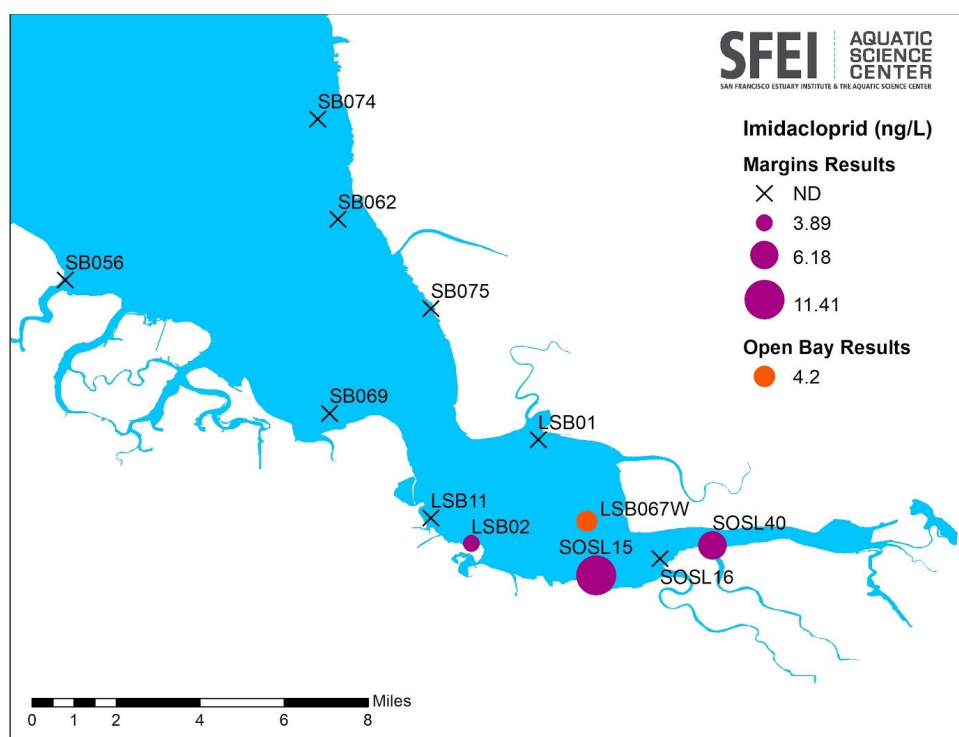 SFEI
AQUATIC
SCIENCE
CENTER
SAN FRANCISCO ESTUARY INSTITUTE & THE AQUATIC SCIENCE CENTER
Imidacloprid (ng/L)
Margins Results
ND
3.89
6.18
11.41
Open Bay Results
4.2
SB074
SB062
SB056
SB075
SB069
LSB01
LSB11
LSB02
LSB067W
SOSL15
SOSL40
SOSL16
Miles
0 1 2 4 6 8